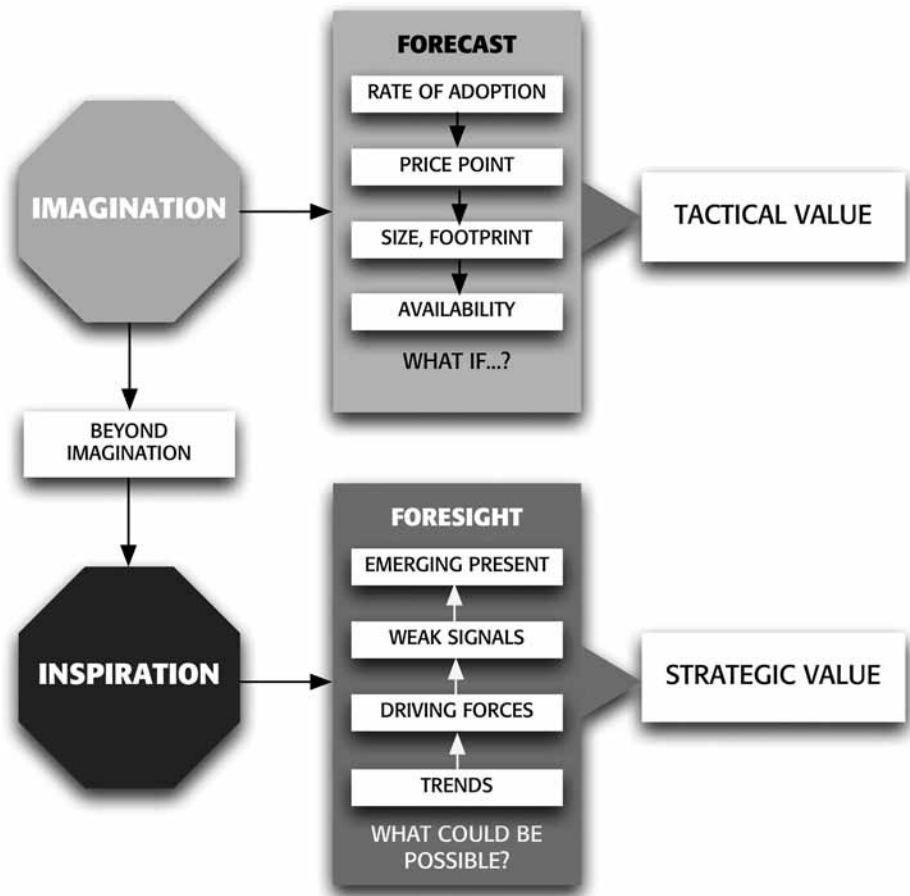 IMAGINATION
FORECAST
RATE OF ADOPTION
PRICE POINT
SIZE, FOOTPRINT
AVAILABILITY
WHAT IF...?
TACTICAL VALUE
BEYOND
IMAGINATION
INSPIRATION
FORESIGHT
EMERGING PRESENT
WEAK SIGNALS
DRIVING FORCES
TRENDS
WHAT COULD BE
POSSIBLE?
STRATEGIC VALUE